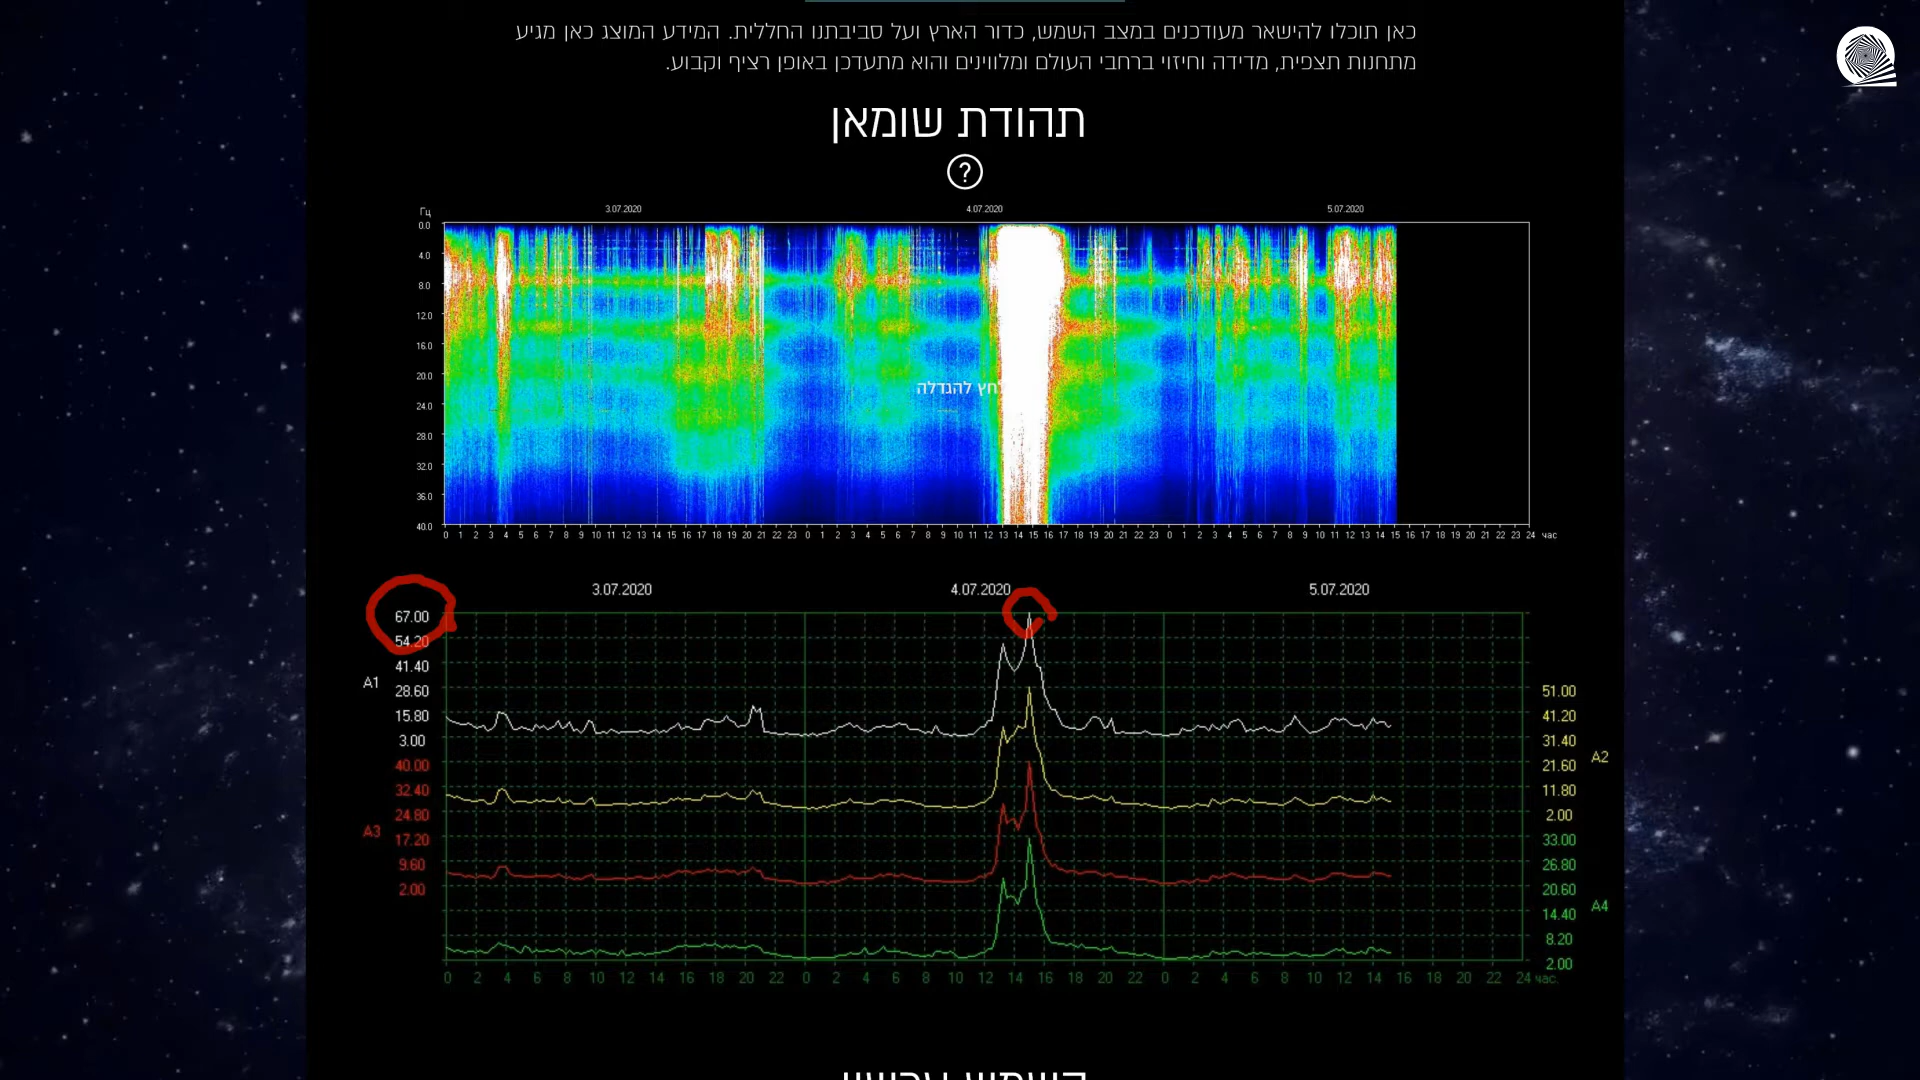 כאן תוכלו להישאר מעודכנים במצב השמש, כדור הארץ ועל סביבתנו החללית. המידע המוצג כאן מגיע
מתחנות תצפית, מדידה וחיזוי ברחבי העולם ומלווינים והוא מתעדכן באופן רציף וקבוע.
תהודת שומאן
?
Гц 3.07.2020 4.07.2020 5.07.2020
0.0
4.0
8.0
12.0
16.0
20.0
לחץ להגדלה
24.0
28.0
32.0
36.0
40.0
0 1 2 3 4 5 6 7 8 9 10 11 12 13 14 15 16 17 18 19 20 21 22 23 0 1 2 3 4 5 6 7 8 9 10 11 12 13 14 15 16 17 18 19 20 21 22 23 0 1 2 3 4 5 6 7 8 9 10 11 12 13 14 15 16 17 18 19 20 21 22 23 24 час
3.07.2020 4.07.2020 5.07.2020
67.00
54.20
41.40
A1
28.60 51.00
15.80 41.20
3.00 31.40
A2
40.00 21.60
32.40 11.80
24.80 2.00
A3
17.20 33.00
9.60 26.80
2.00 20.60
A4
14.40
8.20
2.00
0 2 4 6 8 10 12 14 16 18 20 22 0 2 4 6 8 10 12 14 16 18 20 22 0 2 4 6 8 10 12 14 16 18 20 22 24 час.